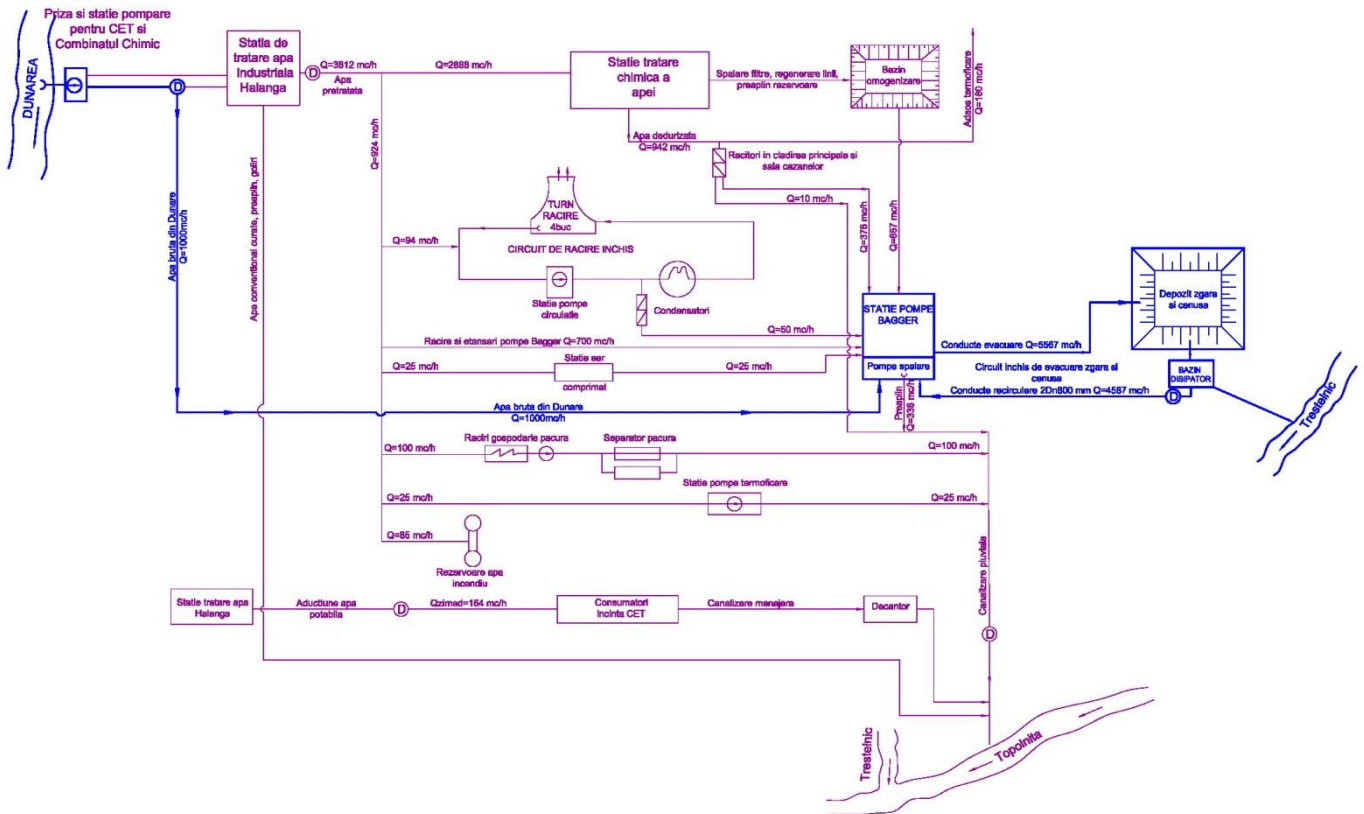 Priza si statie pompare
pentru CET si
Combinatul Chimic
DUNAREA
Statia de
tratare apa
Industriala
Halanga
D
Q=3812 mc/h
Apa
pretratata
Q=2888 mc/h
Statie tratare
chimica a
apei
Spalare filtre, regenerare linii,
preaplin rezervoare
Bazin
omogenizare
Adaos termoficare
Q=180 mc/h
D
Q=924 mc/h
Apa dedurizata
Q=942 mc/h
Racitori in cladirea principala si
sala cazanelor
Q=10 mc/h
Q=376 mc/h
Q=667 mc/h
Apa bruta din Dunare
Q=1000mc/h
Ape conventional curate, preaplin, goliri
TURN
RACIRE
4buc
Q=94 mc/h
CIRCUIT DE RACIRE INCHIS
Statie pompe
circulatie
Condensatori
Q=50 mc/h
STATIE POMPE
BAGGER
Pompe spalare
Depozit zgura
si cenusa
Conducte evacuare Q=5567 mc/h
Racire si etansari pompe Bagger Q=700 mc/h
Q=25 mc/h
Statie aer
comprimat
Q=25 mc/h
Circuit inchis de evacuare zgura si
cenusa
Conducte recirculare 2Dn800 mm Q=4567 mc/h
BAZIN
DISIPATOR
D
Trestelnic
Apa bruta din Dunare
Q=1000mc/h
Preaplin
Q=338 mc/h
Q=100 mc/h
Raciri gospodarie pacura
Separator pacura
Q=100 mc/h
Q=25 mc/h
Statie pompe termoficare
Q=25 mc/h
Q=85 mc/h
Rezervoare apa
incendiu
Canalizare pluviala
D
Statie tratare apa
Halanga
Aductiune apa
potabila
D
Qzimed=164 mc/h
Consumatori
incinta CET
Canalizare menajera
Decantor
Trestelnic
Topolnita